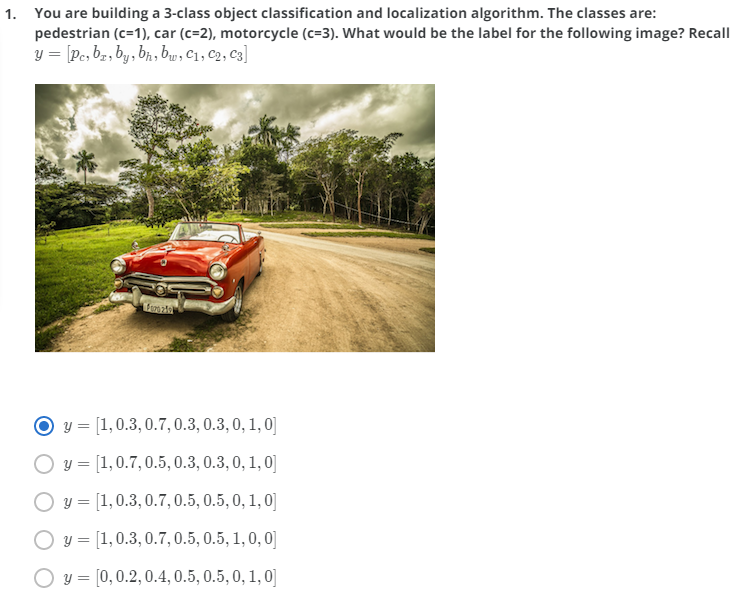 1. You are building a 3-class object classification and localization algorithm. The classes are:
pedestrian (c=1), car (c=2), motorcycle (c=3). What would be the label for the following image? Recall
y = [p_c, b_x, b_y, b_h, b_w, c_1, c_2, c_3]
y = [1, 0.3, 0.7, 0.3, 0.3, 0, 1, 0]
y = [1, 0.7, 0.5, 0.3, 0.3, 0, 1, 0]
y = [1, 0.3, 0.7, 0.5, 0.5, 0, 1, 0]
y = [1, 0.3, 0.7, 0.5, 0.5, 1, 0, 0]
y = [0, 0.2, 0.4, 0.5, 0.5, 0, 1, 0]